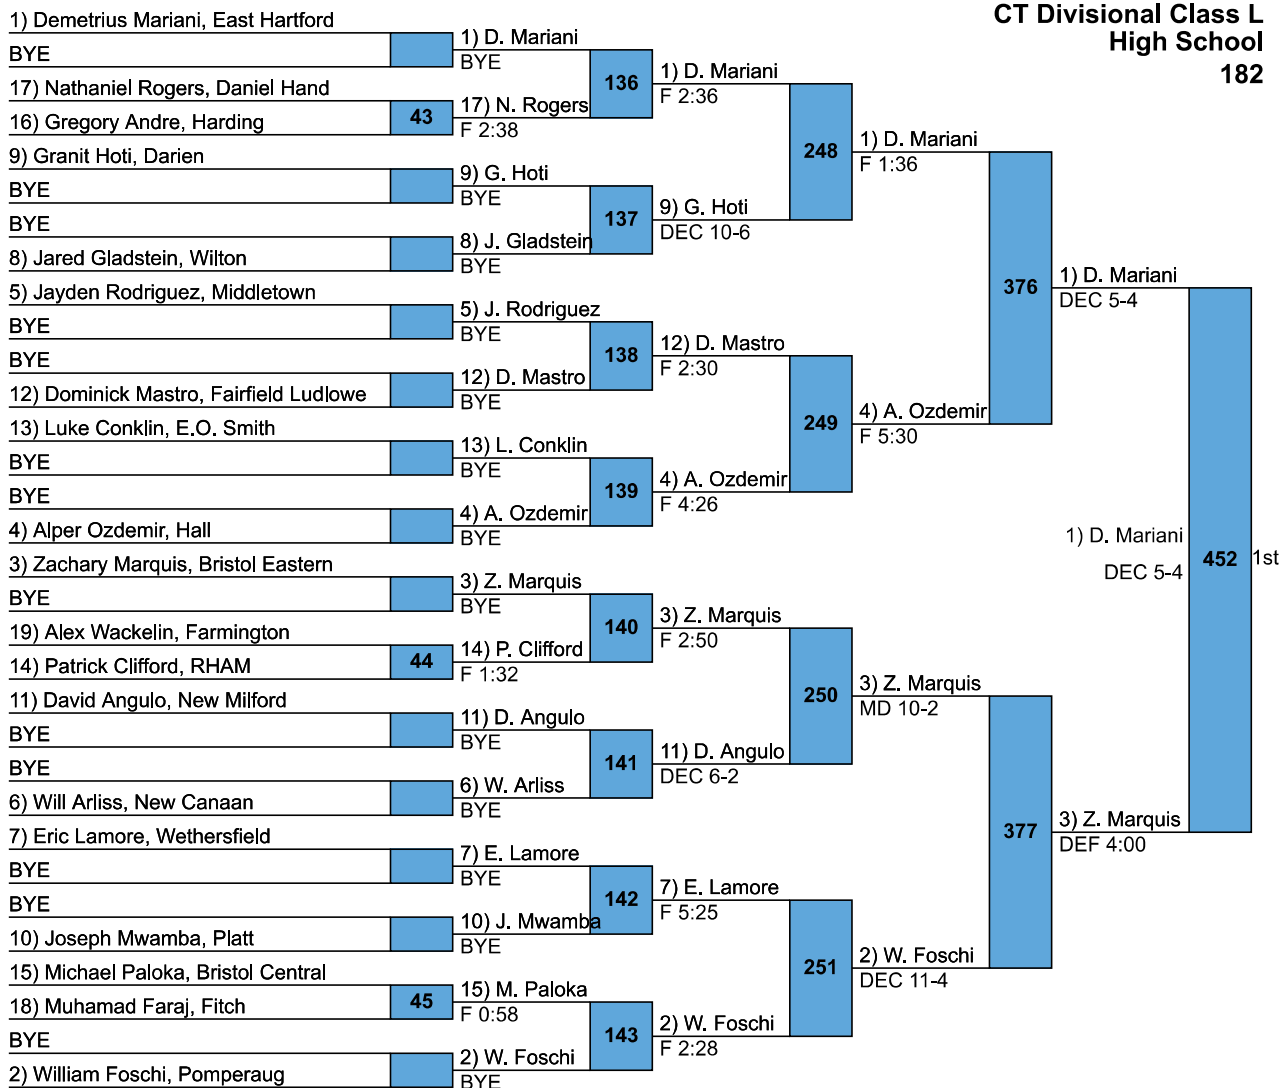 CT Divisional Class L
High School
182
1) Demetrius Mariani, East Hartford
BYE
17) Nathaniel Rogers, Daniel Hand
16) Gregory Andre, Harding
9) Granit Hoti, Darien
BYE
BYE
8) Jared Gladstein, Wilton
5) Jayden Rodriguez, Middletown
BYE
BYE
12) Dominick Mastro, Fairfield Ludlowe
13) Luke Conklin, E.O. Smith
BYE
BYE
4) Alper Ozdemir, Hall
3) Zachary Marquis, Bristol Eastern
BYE
19) Alex Wackelin, Farmington
14) Patrick Clifford, RHAM
11) David Angulo, New Milford
BYE
BYE
6) Will Arliss, New Canaan
7) Eric Lamore, Wethersfield
BYE
BYE
10) Joseph Mwamba, Platt
15) Michael Paloka, Bristol Central
18) Muhamad Faraj, Fitch
BYE
2) William Foschi, Pomperaug
43
44
45
1) D. Mariani
BYE
17) N. Rogers
F 2:38
9) G. Hoti
BYE
8) J. Gladstein
BYE
5) J. Rodriguez
BYE
12) D. Mastro
BYE
13) L. Conklin
BYE
4) A. Ozdemir
BYE
3) Z. Marquis
BYE
14) P. Clifford
F 1:32
11) D. Angulo
BYE
6) W. Arliss
BYE
7) E. Lamore
BYE
10) J. Mwamba
BYE
15) M. Paloka
F 0:58
2) W. Foschi
BYE
136
137
138
139
140
141
142
143
1) D. Mariani
F 2:36
9) G. Hoti
DEC 10-6
12) D. Mastro
F 2:30
4) A. Ozdemir
F 4:26
3) Z. Marquis
F 2:50
11) D. Angulo
DEC 6-2
7) E. Lamore
F 5:25
2) W. Foschi
F 2:28
248
249
250
251
1) D. Mariani
F 1:36
4) A. Ozdemir
F 5:30
3) Z. Marquis
MD 10-2
2) W. Foschi
DEC 11-4
376
377
1) D. Mariani
DEC 5-4
3) Z. Marquis
DEF 4:00
1) D. Mariani
DEC 5-4
452
1st